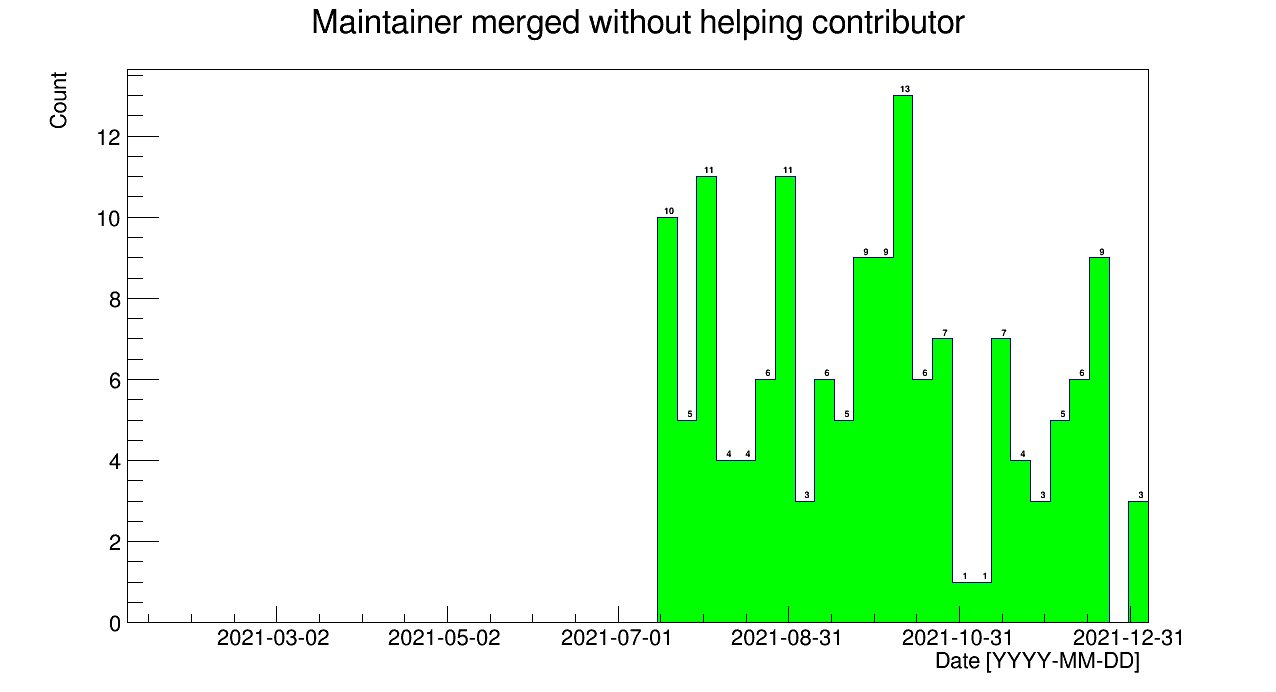 Maintainer merged without helping contributor
Count
12
10
8
6
4
2
0
10 5 11 4 4 6 11 3 6 5 9 9 13 6 7 1 1 7 4 3 5 6 9 3
2021-03-02 2021-05-02 2021-07-01 2021-08-31 2021-10-31 2021-12-31
Date [YYYY-MM-DD]